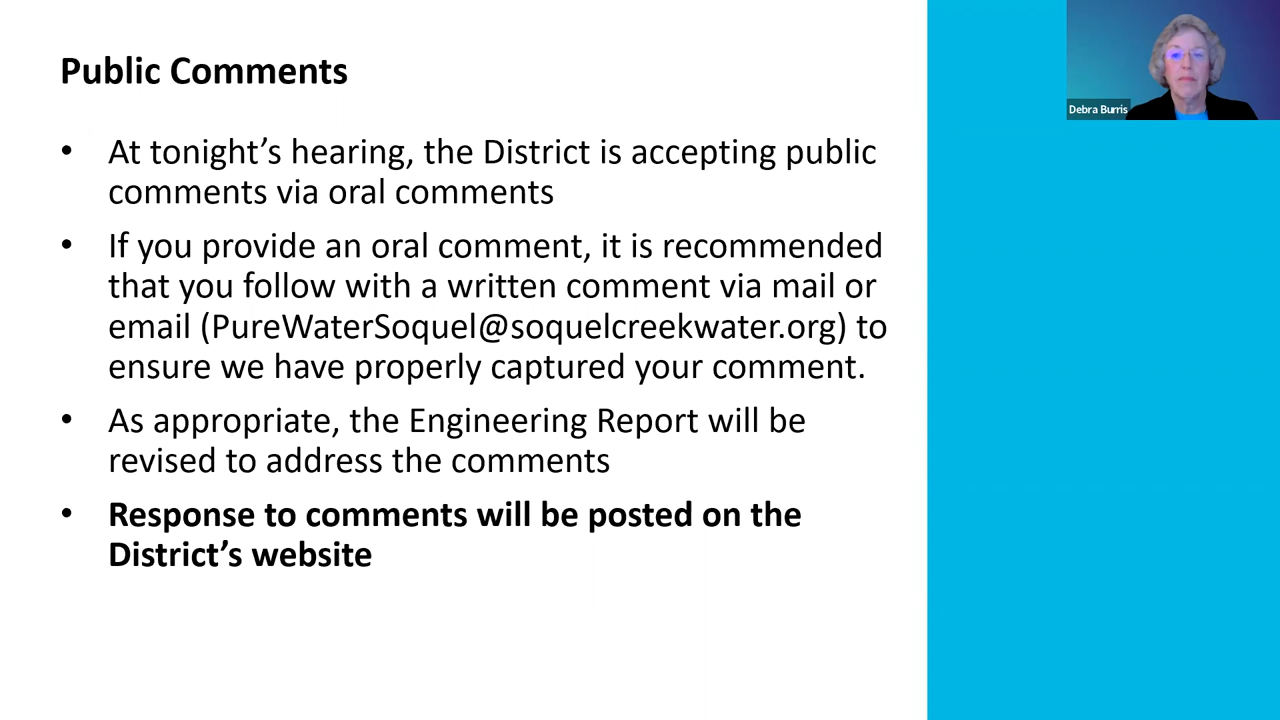 Public Comments
• At tonight’s hearing, the District is accepting public
comments via oral comments
• If you provide an oral comment, it is recommended
that you follow with a written comment via mail or
email (PureWaterSoquel@soquelcreekwater.org) to
ensure we have properly captured your comment.
• As appropriate, the Engineering Report will be
revised to address the comments
• Response to comments will be posted on the
District’s website
Debra Burris